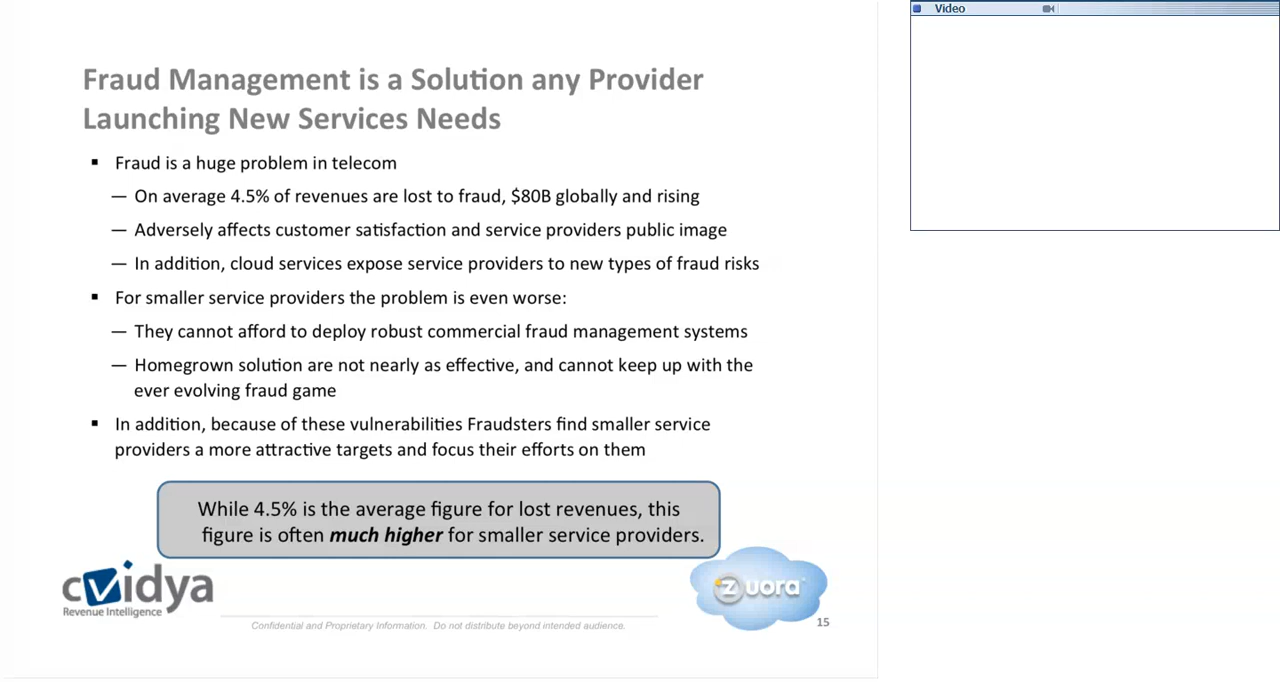 Video
Fraud Management is a Solution any Provider
Launching New Services Needs
▪ Fraud is a huge problem in telecom
— On average 4.5% of revenues are lost to fraud, $80B globally and rising
— Adversely affects customer satisfaction and service providers public image
— In addition, cloud services expose service providers to new types of fraud risks
▪ For smaller service providers the problem is even worse:
— They cannot afford to deploy robust commercial fraud management systems
— Homegrown solution are not nearly as effective, and cannot keep up with the
ever evolving fraud game
▪ In addition, because of these vulnerabilities Fraudsters find smaller service
providers a more attractive targets and focus their efforts on them
While 4.5% is the average figure for lost revenues, this
figure is often much higher for smaller service providers.
cvidya
Revenue Intelligence
zuora
Confidential and Proprietary Information. Do not distribute beyond intended audience.
15